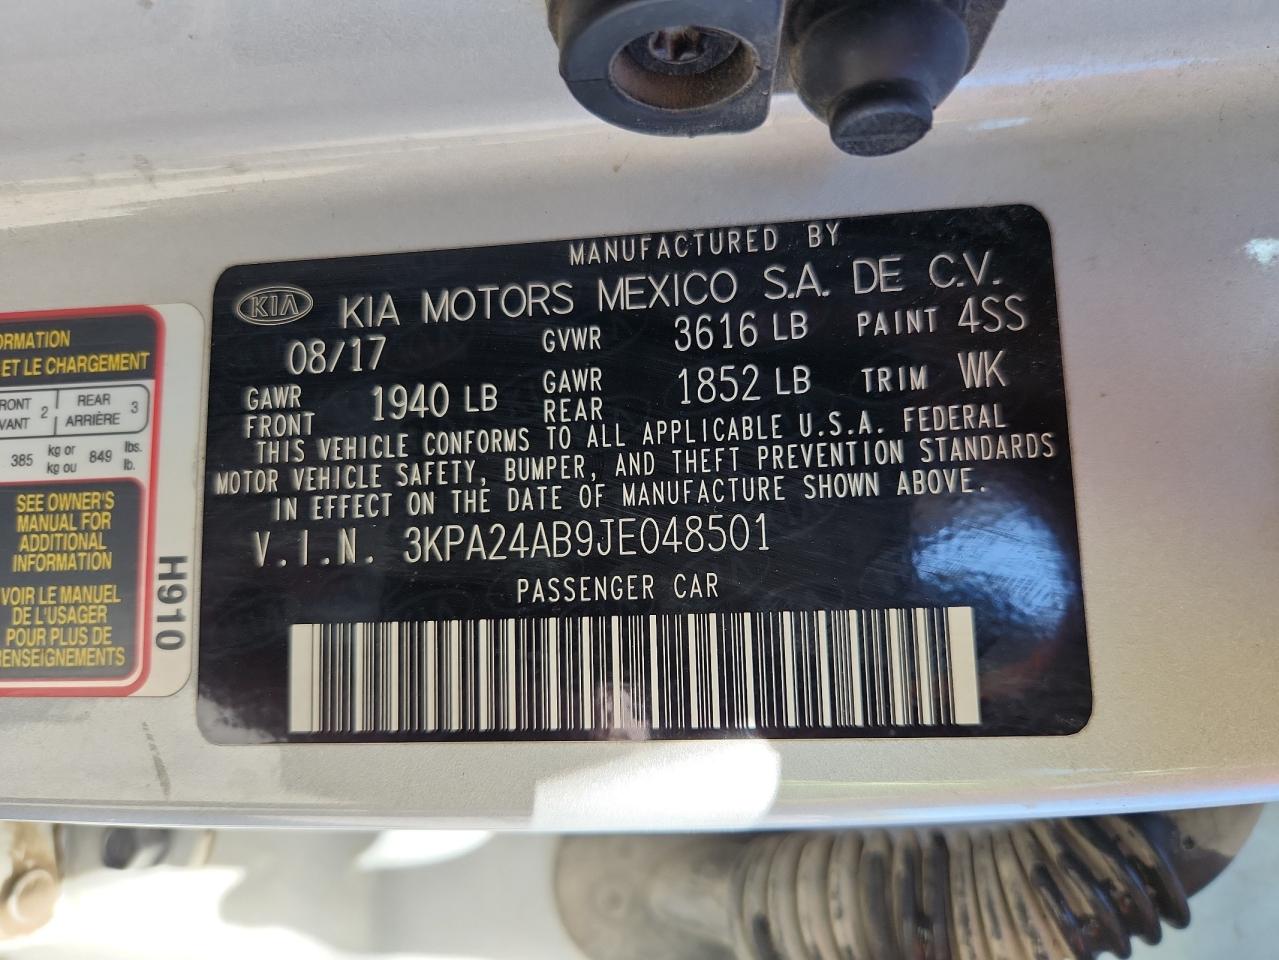 MANUFACTURED BY
KIA KIA MOTORS MEXICO S.A. DE C.V.
08/17 GVWR 3616 LB PAINT 4SS
GAWR FRONT 1940 LB GAWR REAR 1852 LB TRIM WK
THIS VEHICLE CONFORMS TO ALL APPLICABLE U.S.A. FEDERAL
MOTOR VEHICLE SAFETY, BUMPER, AND THEFT PREVENTION STANDARDS
IN EFFECT ON THE DATE OF MANUFACTURE SHOWN ABOVE.
V.I.N. 3KPA24AB9JE048501
PASSENGER CAR
ET LE CHARGEMENT
2 REAR
ARRIÈRE 3
385 kg or 849 lbs.
kg ou lb.
SEE OWNER'S
MANUAL FOR
ADDITIONAL
INFORMATION
VOIR LE MANUEL
DE L'USAGER
POUR PLUS DE
RENSEIGNEMENTS
H910